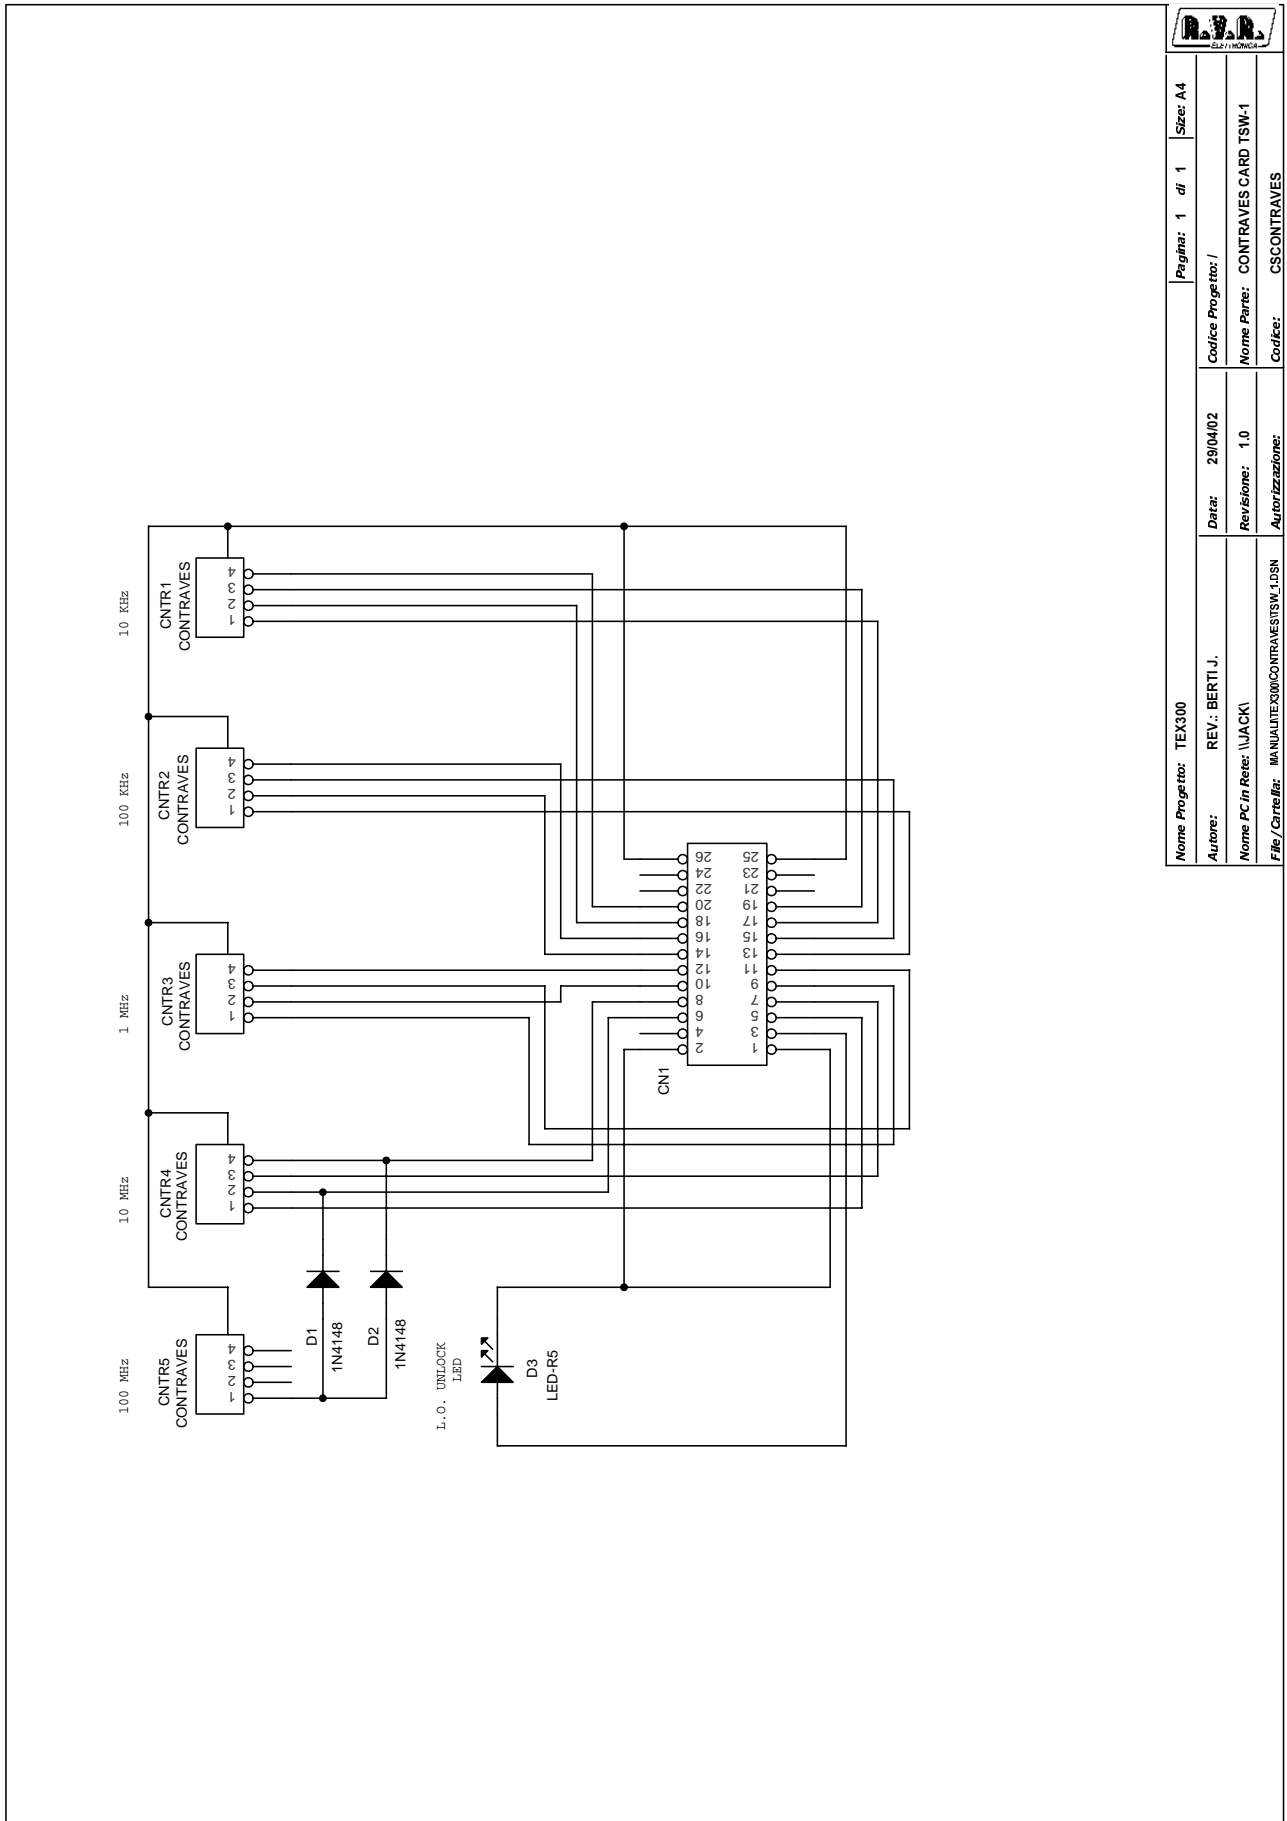 R.V.R.
ELETTRONICA
Nome Progetto: TEX300
Pagina: 1 di 1
Size: A4
Autore: REV.: BERTI J.
Data: 29/04/02
Codice Progetto: /
Nome PC in Rete: \\JACK\
Revisione: 1.0
Nome Parte: CONTRAVES CARD TSW-1
File/Cartella: MANUALI\TEX300\CONTRAVES\TSW_1.DSN
Autorizzazione:
Codice: CSCONTRAVES
100 MHz
10 MHz
1 MHz
100 KHz
10 KHz
CNTR5
CONTRAVES
1 2 3 4
CNTR4
CONTRAVES
1 2 3 4
CNTR3
CONTRAVES
1 2 3 4
CNTR2
CONTRAVES
1 2 3 4
CNTR1
CONTRAVES
1 2 3 4
D1
1N4148
D2
1N4148
L.O. UNLOCK
LED
D3
LED-R5
CN1
2 4 6 8 10 12 14 16 18 20 22 24 26
1 3 5 7 9 11 13 15 17 19 21 23 25